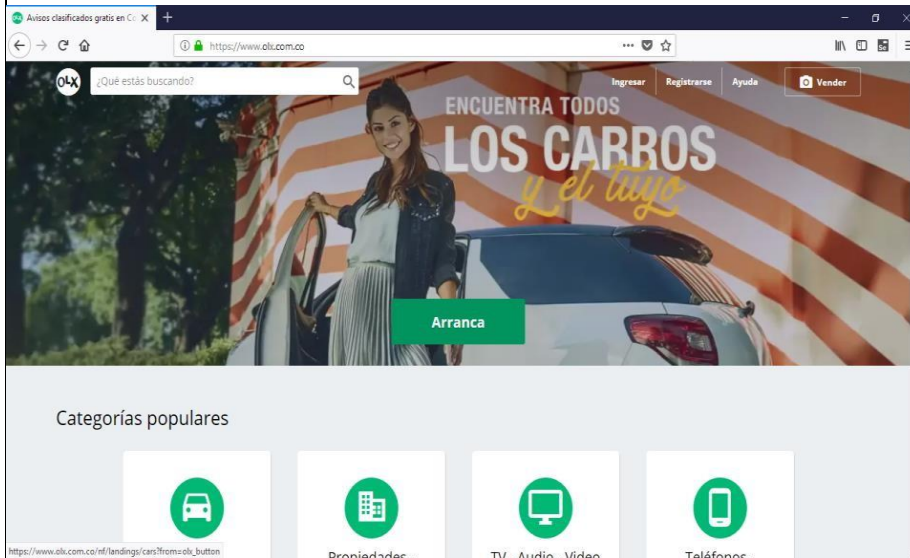 Avisos clasificados gratis en Co
https://www.olx.com.co
OLX
¿Qué estás buscando?
Ingresar
Registrarse
Ayuda
Vender
ENCUENTRA TODOS
LOS CARROS
y el tuyo
Arranca
Categorías populares
Propiedades
TV - Audio - Video
Teléfonos
https://www.olx.com.co/nf/landings/cars?from=olx_button